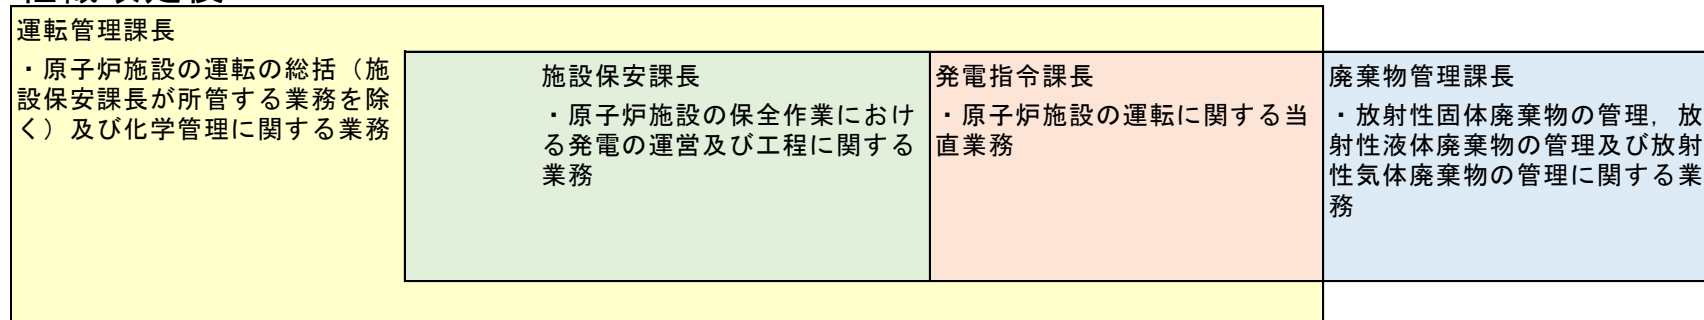 運転管理課長
・原子炉施設の運転の総括（施
設保安課長が所管する業務を除
く）及び化学管理に関する業務
施設保安課長
・原子炉施設の保全作業におけ
る発電の運営及び工程に関する
業務
発電指令課長
・原子炉施設の運転に関する当
直業務
廃棄物管理課長
・放射性固体廃棄物の管理，放
射性液体廃棄物の管理及び放射
性気体廃棄物の管理に関する業
務